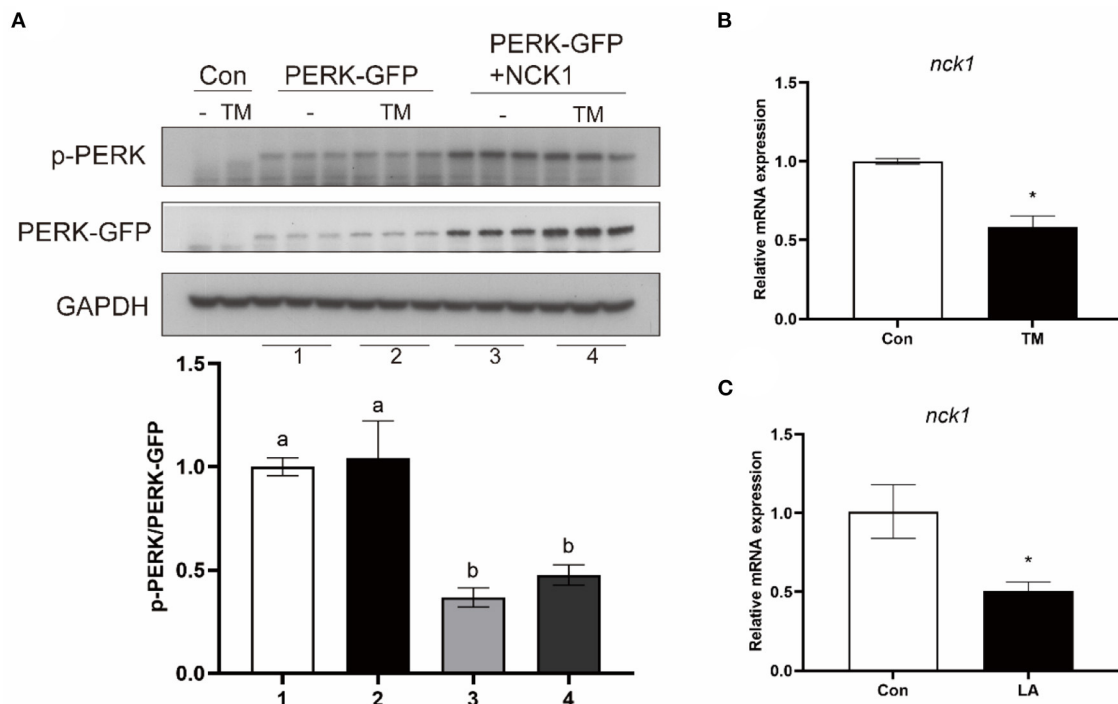 A
Con
PERK-GFP
PERK-GFP
+NCK1
- TM - TM - TM
p-PERK
PERK-GFP
GAPDH
1 2 3 4
p-PERK/PERK-GFP
1.5
1.0
0.5
0.0
a
a
b
b
1 2 3 4
B
nck1
Relative mRNA expression
1.5
1.0
0.5
0.0
*
Con TM
C
nck1
Relative mRNA expression
1.5
1.0
0.5
0.0
*
Con LA